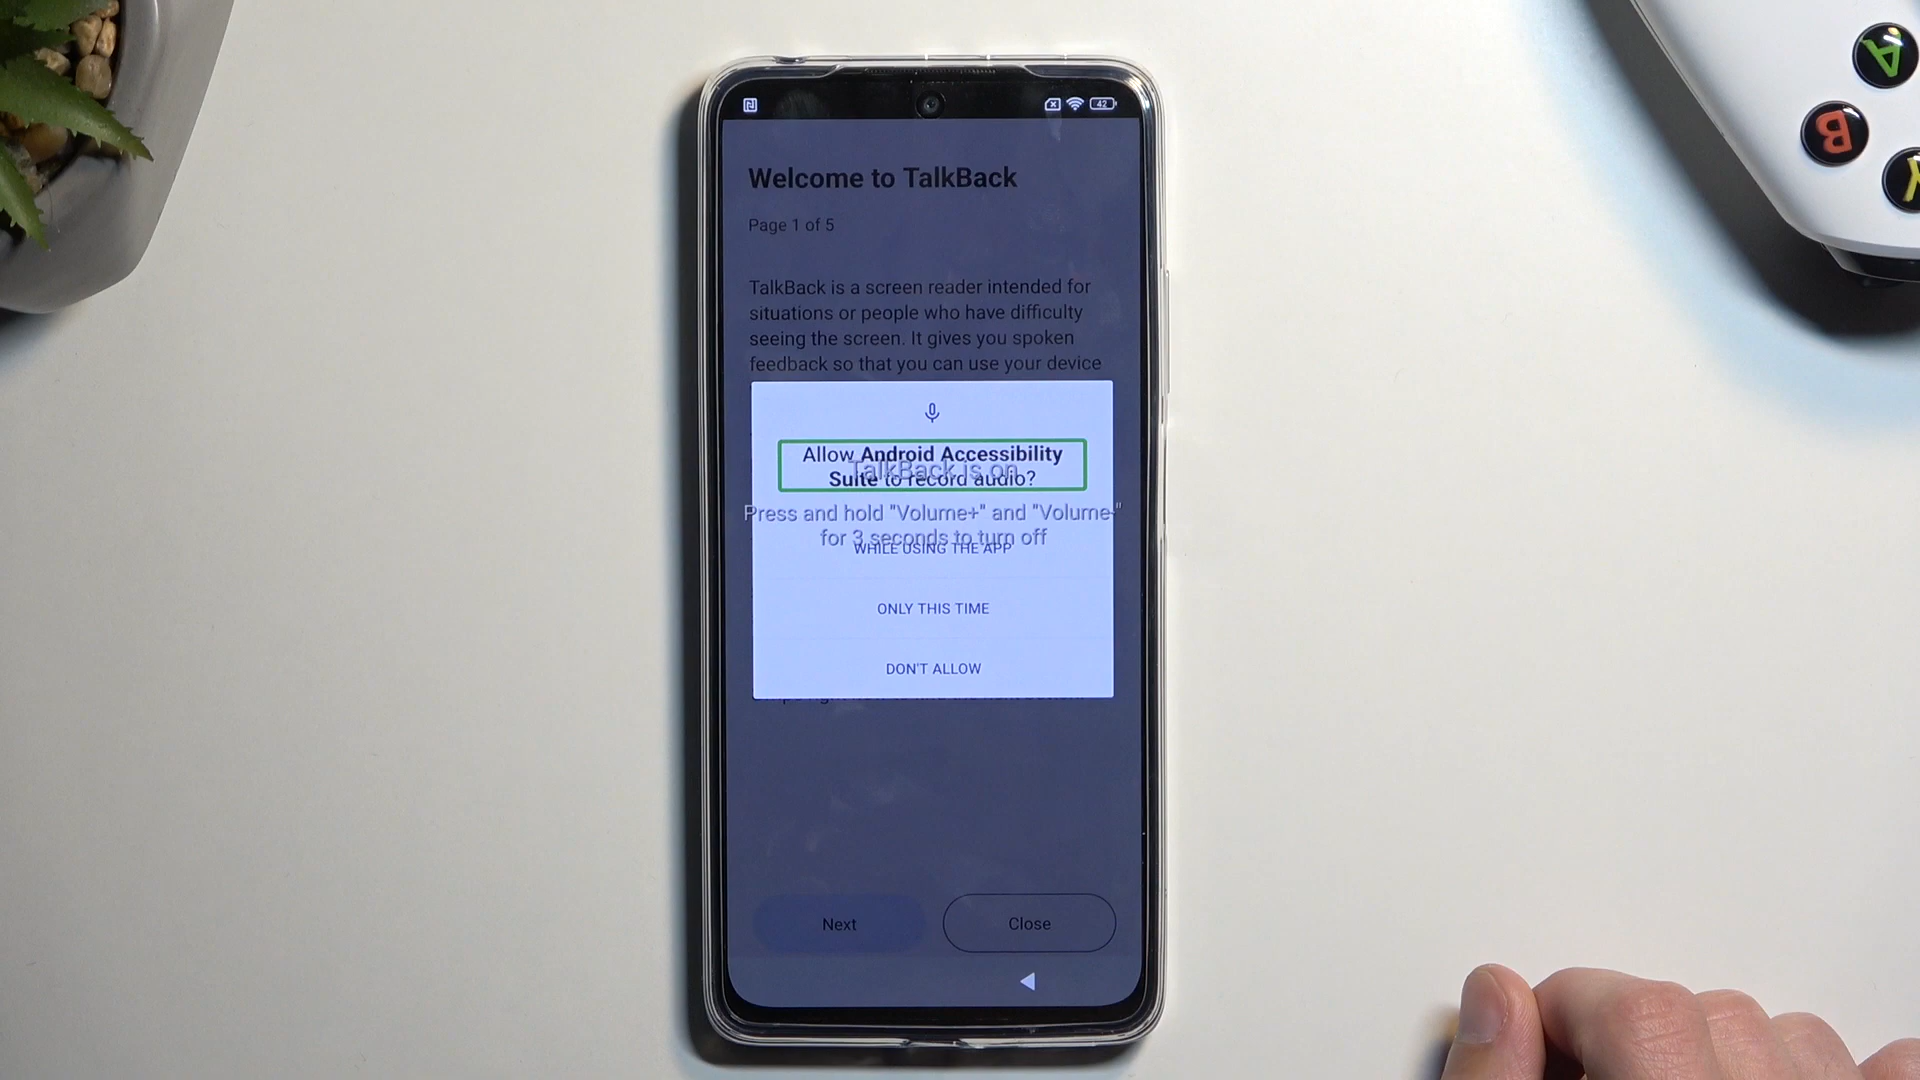 42
Welcome to TalkBack
Page 1 of 5
TalkBack is a screen reader intended for
situations or people who have difficulty
seeing the screen. It gives you spoken
feedback so that you can use your device
Allow Android Accessibility
Suite to record audio?
TalkBack is on
Press and hold "Volume+" and "Volume-"
for 3 seconds to turn off
WHILE USING THE APP
ONLY THIS TIME
DON'T ALLOW
Next
Close
A
B
Y